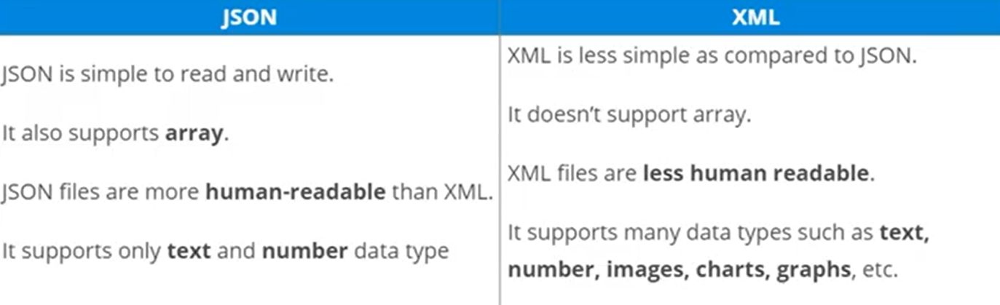 JSON
JSON is simple to read and write.
It also supports array.
JSON files are more human-readable than XML.
It supports only text and number data type
XML
XML is less simple as compared to JSON.
It doesn’t support array.
XML files are less human readable.
It supports many data types such as text,
number, images, charts, graphs, etc.